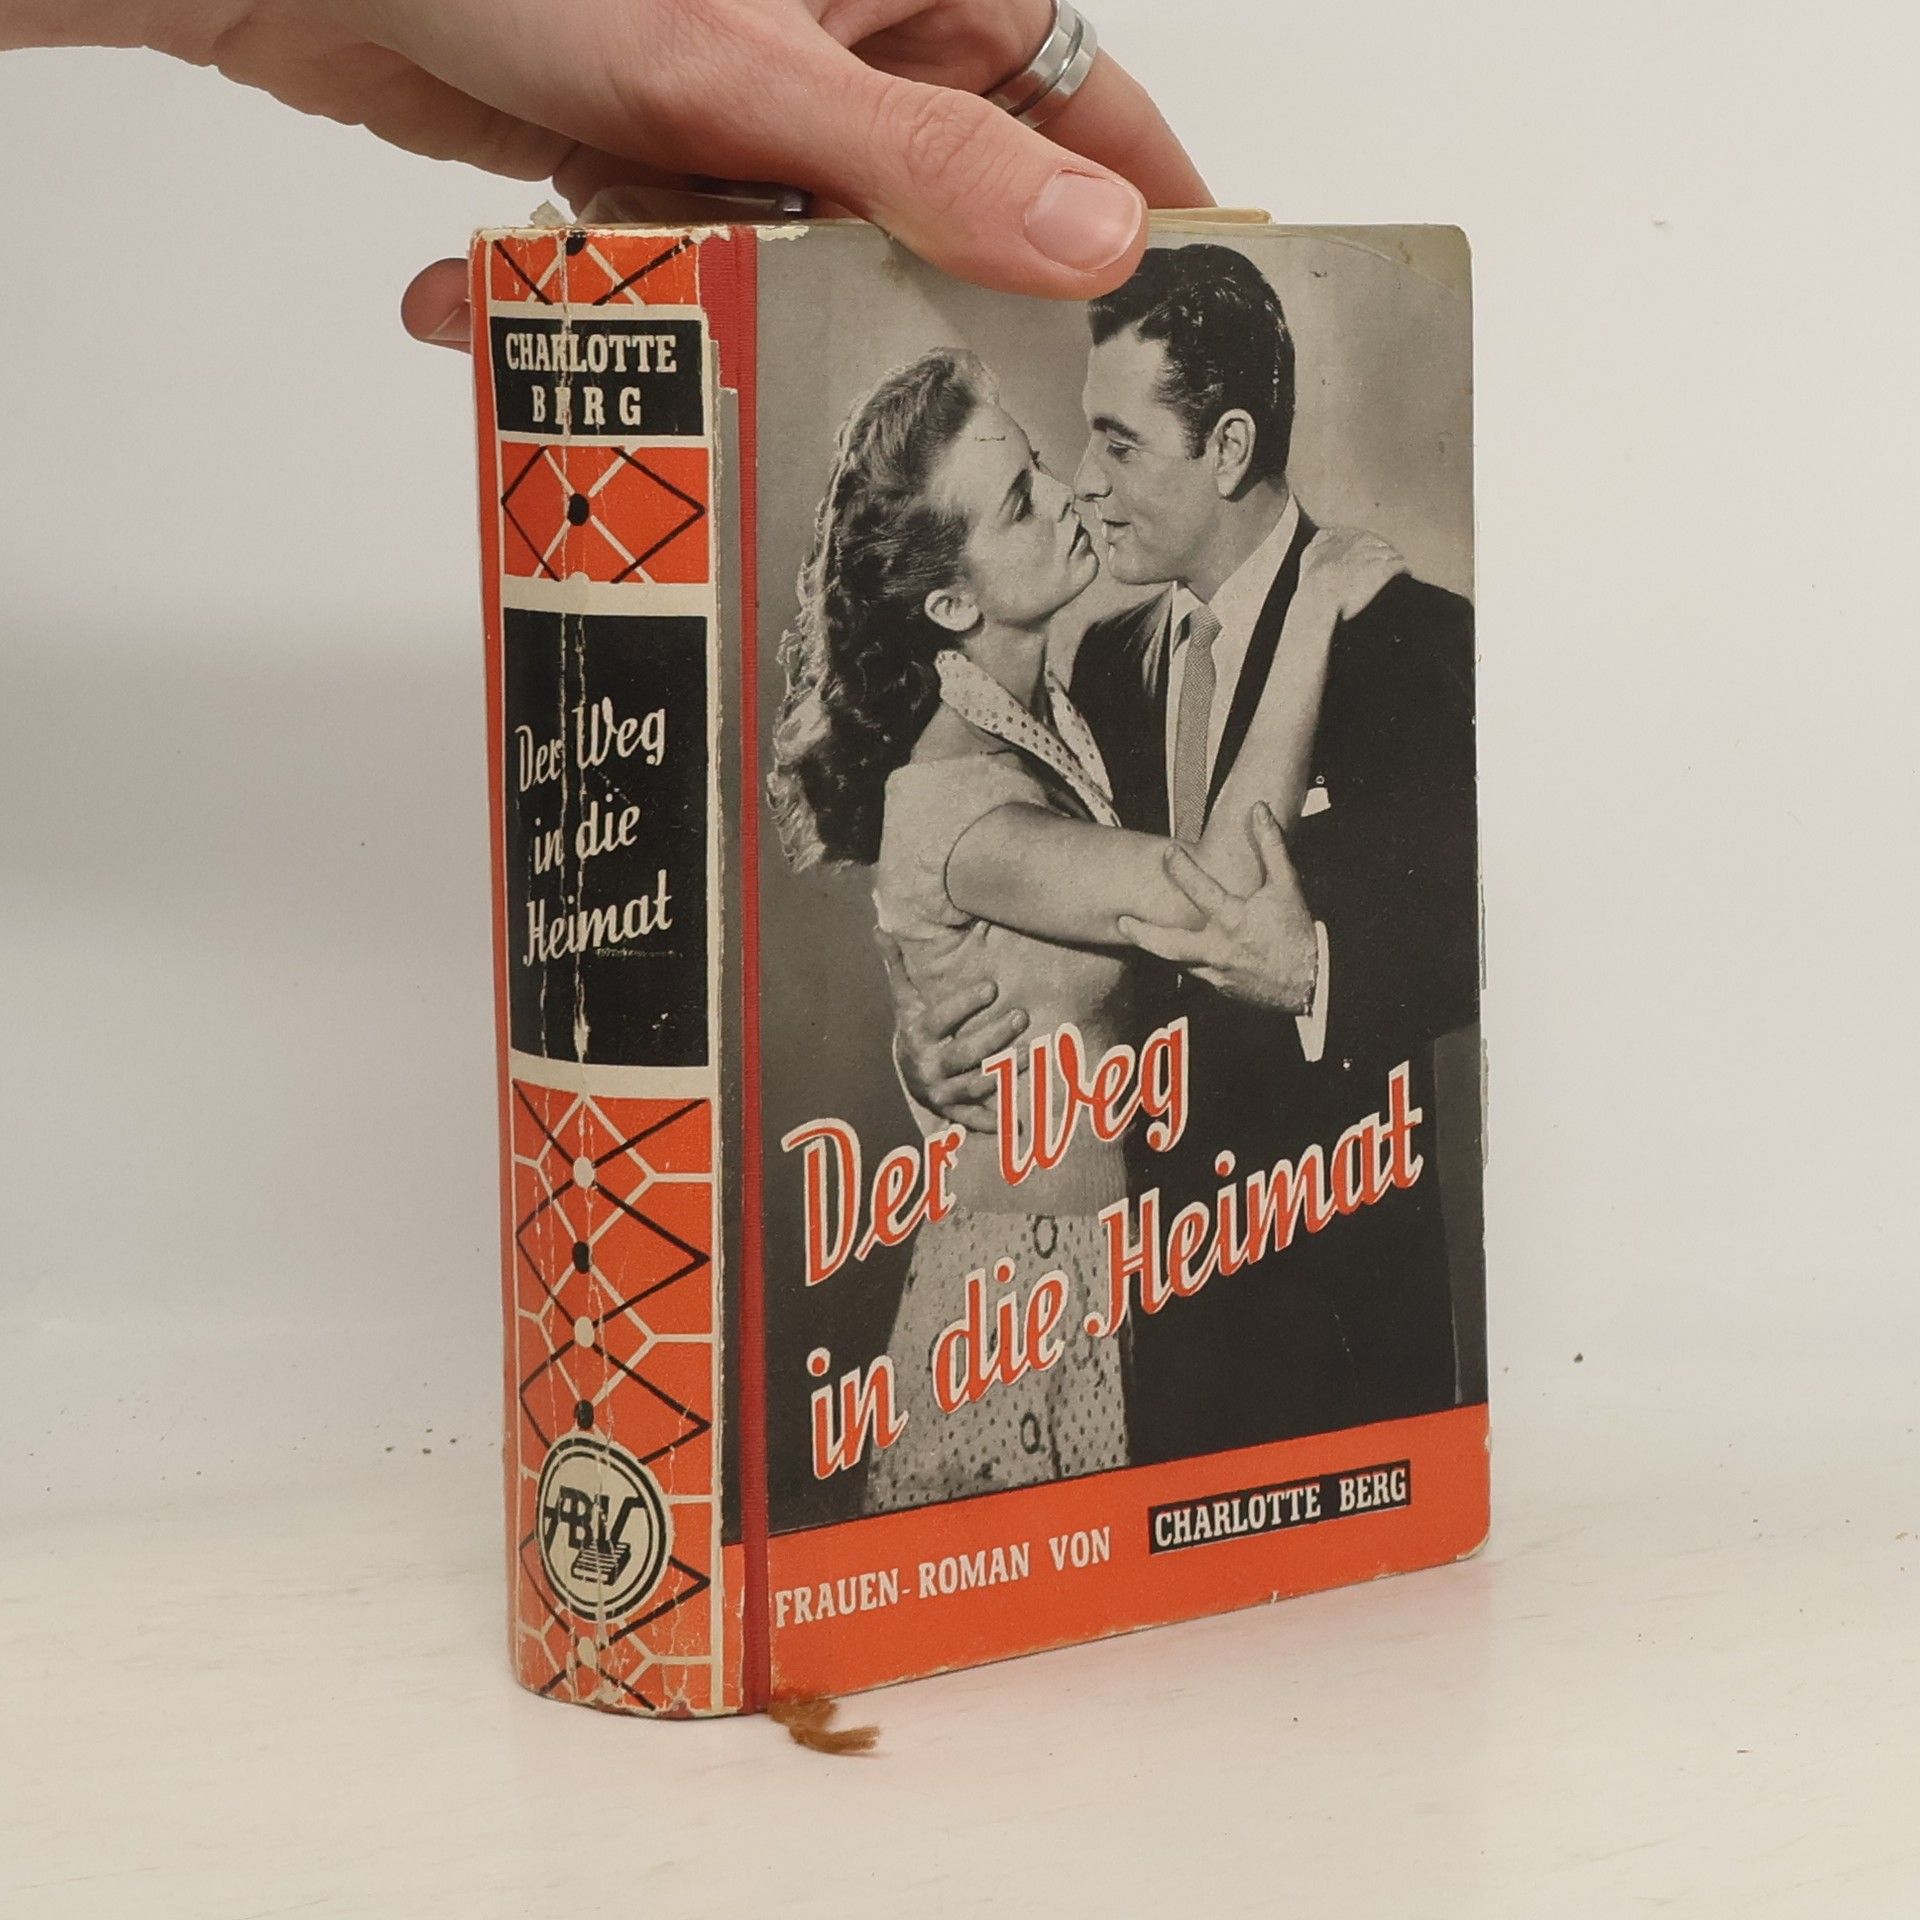 CHARLOTTE
BERG
Der Weg
in die
Heimat
Der Weg
in die Heimat
FRAUEN-ROMAN VON CHARLOTTE BERG